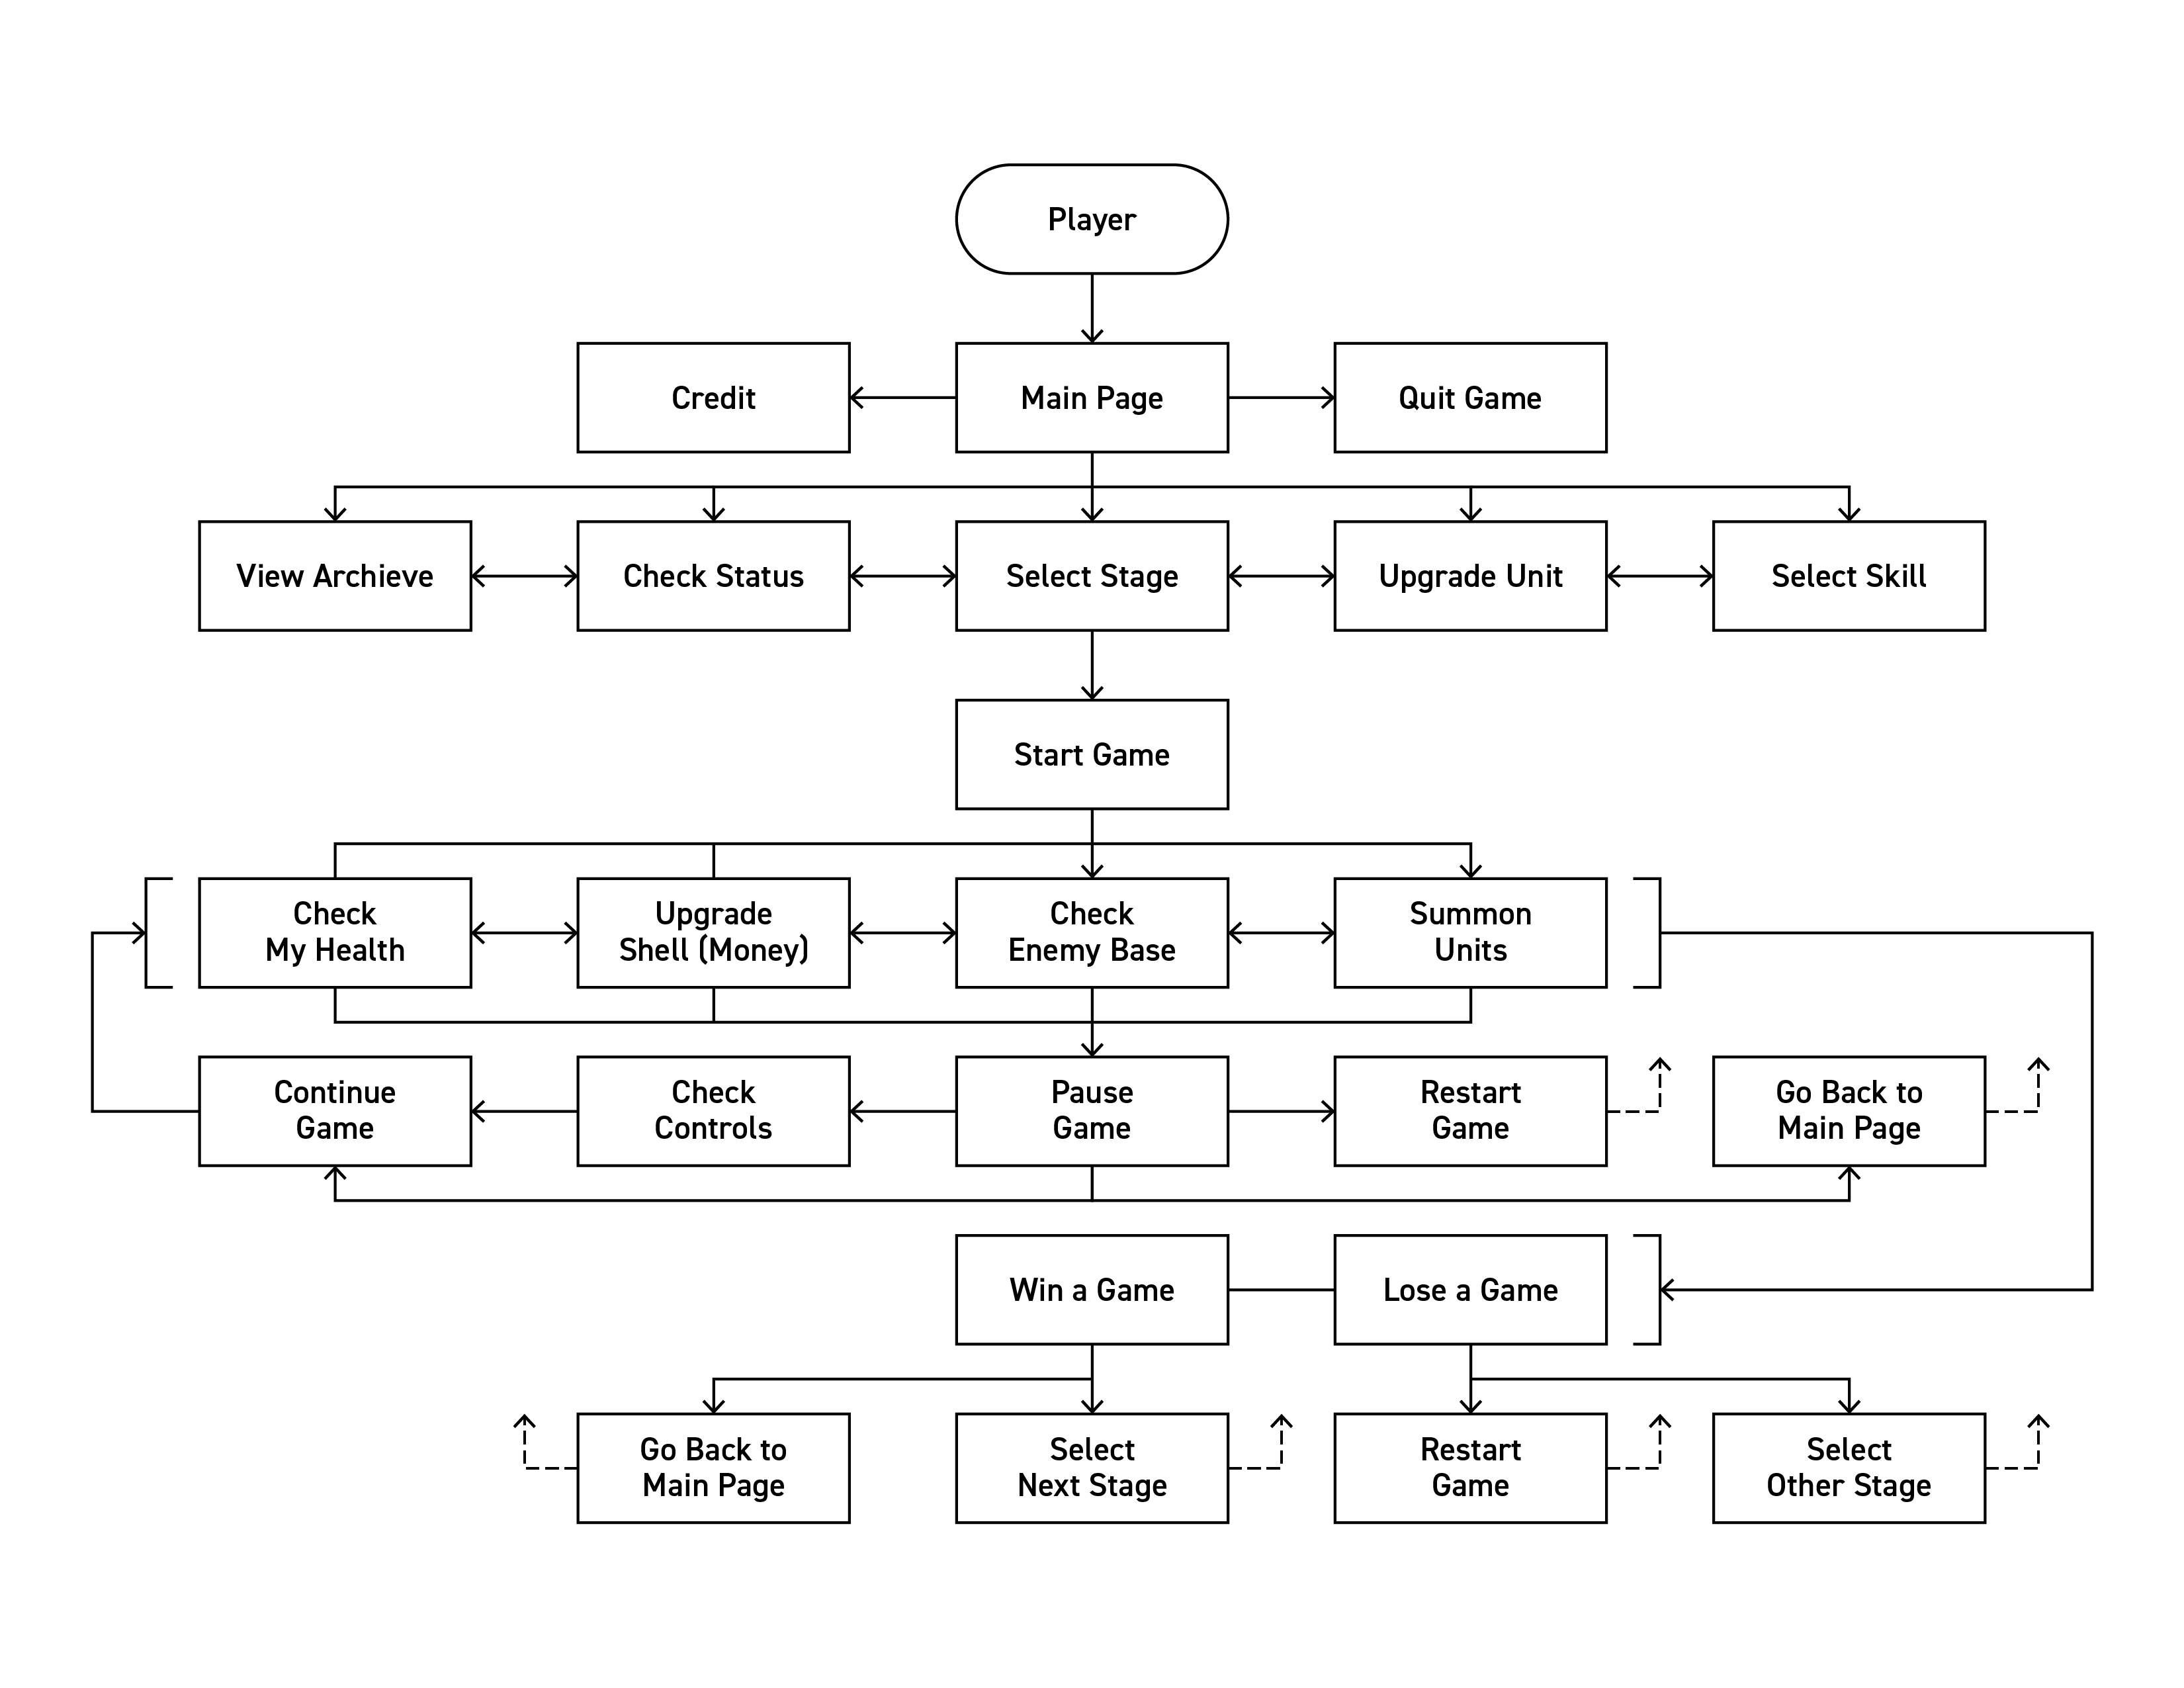 Player
Credit
Main Page
Quit Game
View Archieve
Check Status
Select Stage
Upgrade Unit
Select Skill
Start Game
Check
My Health
Upgrade
Shell (Money)
Check
Enemy Base
Summon
Units
Continue
Game
Check
Controls
Pause
Game
Restart
Game
Go Back to
Main Page
Win a Game
Lose a Game
Go Back to
Main Page
Select
Next Stage
Restart
Game
Select
Other Stage